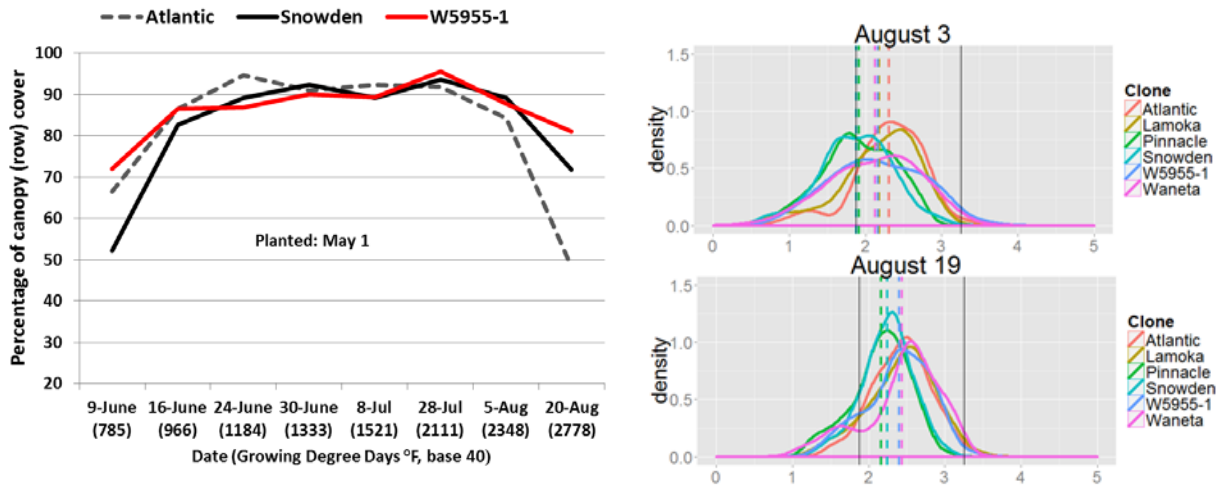 Atlantic Snowden W5955-1
Percentage of canopy (row) cover
100
90
80
70
60
50
40
30
20
Planted: May 1
9-June 16-June 24-June 30-June 8-Jul 28-Jul 5-Aug 20-Aug
(785) (966) (1184) (1333) (1521) (2111) (2348) (2778)
Date (Growing Degree Days °F, base 40)
August 3
density
1.5
1.0
0.5
0.0
0 1 2 3 4 5
Clone
Atlantic
Lamoka
Pinnacle
Snowden
W5955-1
Waneta
August 19
density
1.5
1.0
0.5
0.0
0 1 2 3 4 5
Clone
Atlantic
Lamoka
Pinnacle
Snowden
W5955-1
Waneta